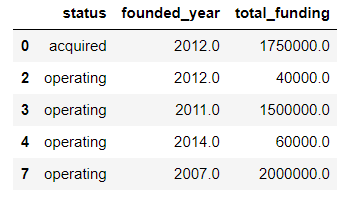 status founded_year total_funding
0 acquired 2012.0 1750000.0
2 operating 2012.0 40000.0
3 operating 2011.0 1500000.0
4 operating 2014.0 60000.0
7 operating 2007.0 2000000.0